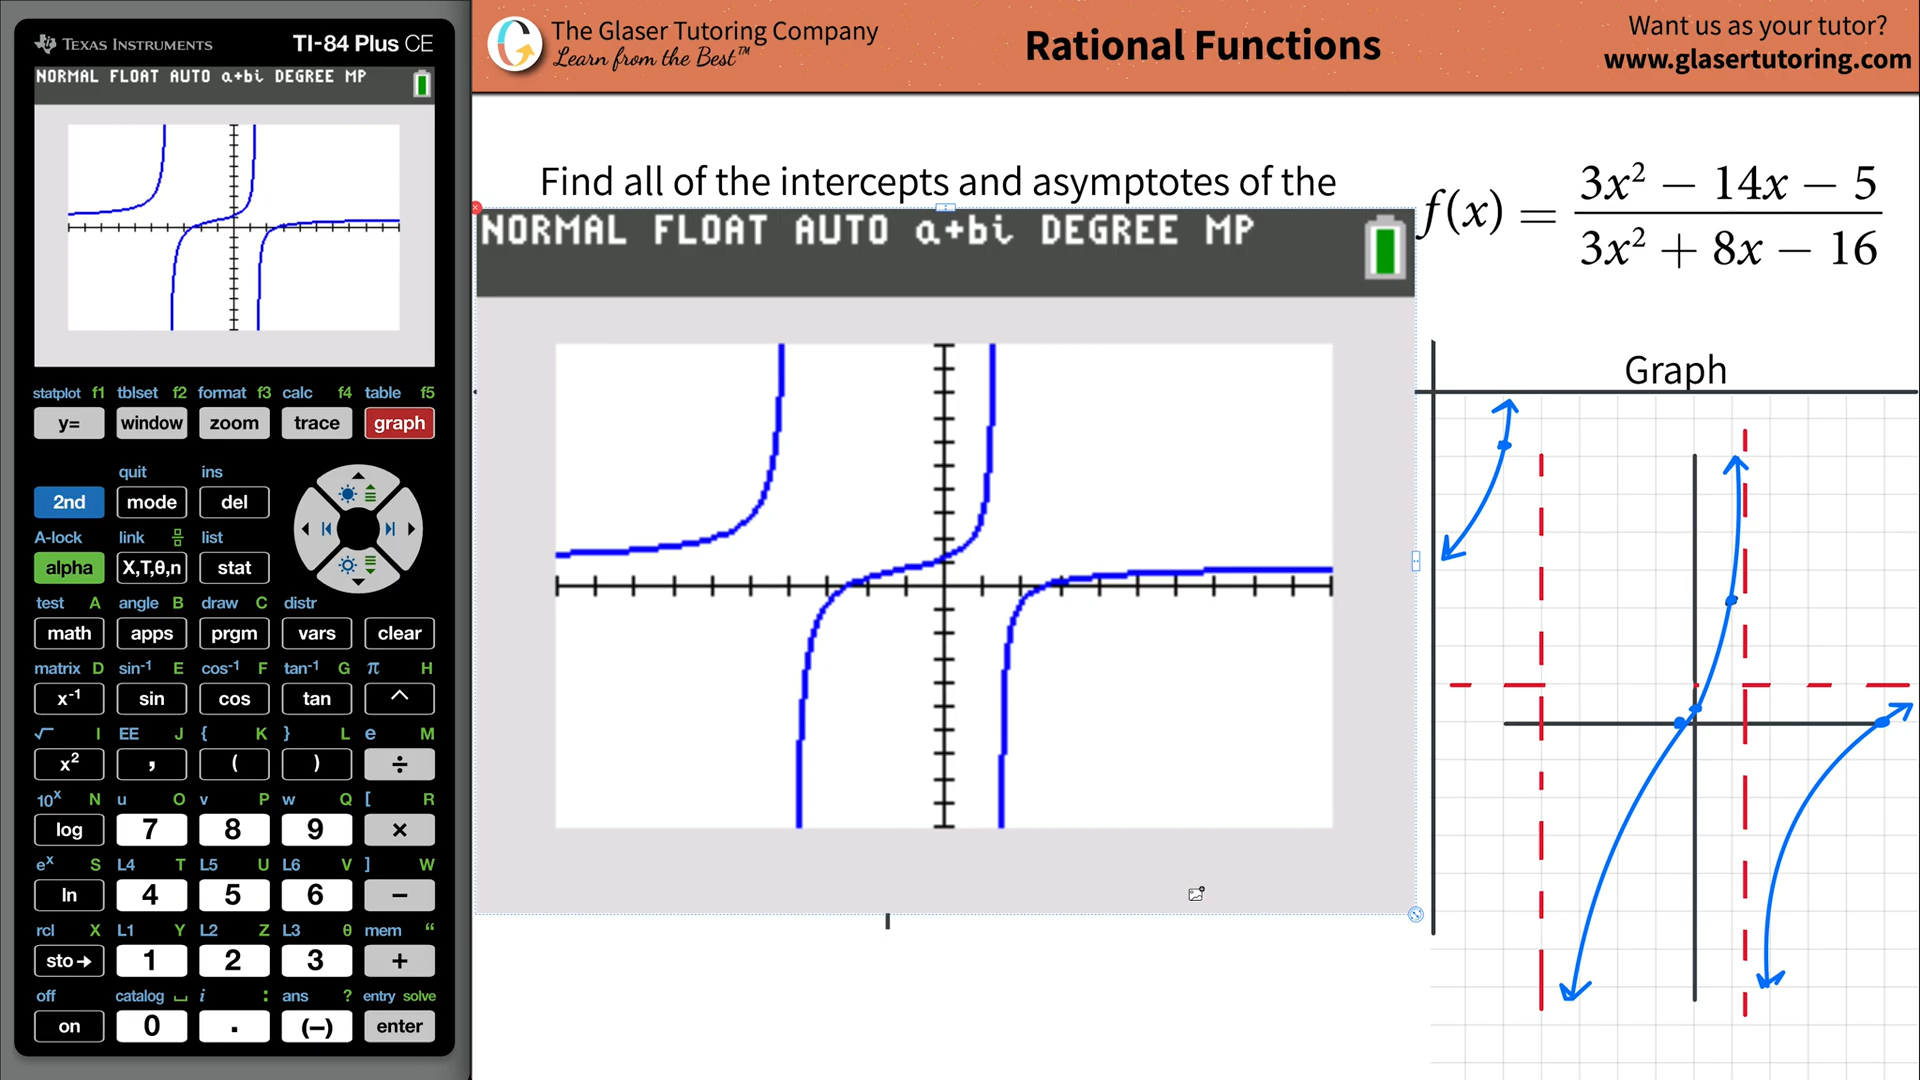 TEXAS INSTRUMENTS TI-84 Plus CE
NORMAL FLOAT AUTO a+bi DEGREE MP
statplot f1 tblset f2 format f3 calc f4 table f5
y= window zoom trace graph
quit ins
2nd mode del
A-lock link list
alpha X,T,θ,n stat
test A angle B draw C distr
math apps prgm vars clear
matrix D sin⁻¹ E cos⁻¹ F tan⁻¹ G π H
x⁻¹ sin cos tan ^
√ I EE J { K } L e M
x² , ( ) ÷
10ˣ N u O v P w Q [ R
log 7 8 9 ×
eˣ S L4 T L5 U L6 V ] W
ln 4 5 6 −
rcl X L1 Y L2 Z L3 θ mem “
sto→ 1 2 3 +
off catalog ⎵ i : ans ? entry solve
on 0 . (–) enter
The Glaser Tutoring Company
Learn from the Best™
Rational Functions
Want us as your tutor?
www.glasertutoring.com
Find all of the intercepts and asymptotes of the
f(x) = (3x² − 14x − 5)/(3x² + 8x − 16)
NORMAL FLOAT AUTO a+bi DEGREE MP
Graph